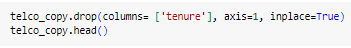 telco_copy.drop(columns= ['tenure'], axis=1, inplace=True)
telco_copy.head()